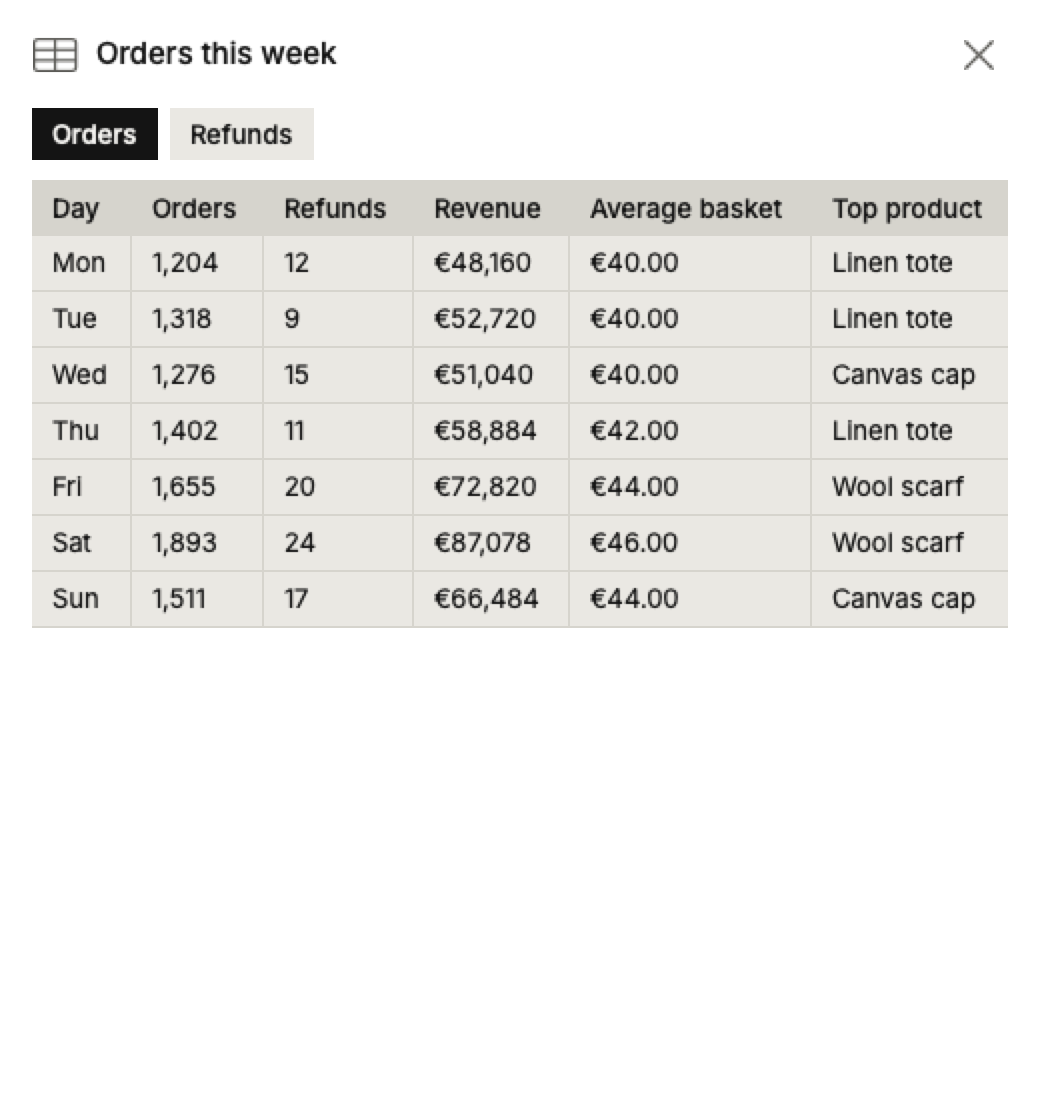 Orders this week
Orders Refunds
Day Orders Refunds Revenue Average basket Top product
Mon 1,204 12 €48,160 €40.00 Linen tote
Tue 1,318 9 €52,720 €40.00 Linen tote
Wed 1,276 15 €51,040 €40.00 Canvas cap
Thu 1,402 11 €58,884 €42.00 Linen tote
Fri 1,655 20 €72,820 €44.00 Wool scarf
Sat 1,893 24 €87,078 €46.00 Wool scarf
Sun 1,511 17 €66,484 €44.00 Canvas cap